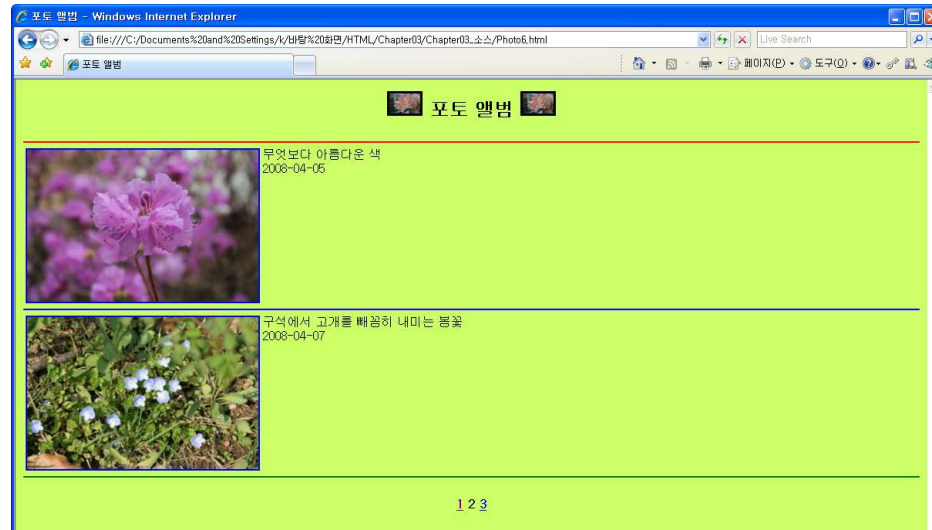 포토 앨범 - Windows Internet Explorer
file:///C:/Documents%20and%20Settings/k/바탕%20화면/HTML/Chapter03/Chapter03_소스/Photo6.html
Live Search
포토 앨범
페이지(P)
도구(O)
포토 앨범
무엇보다 아름다운 색
2008-04-05
구석에서 고개를 빼꼼히 내미는 봄꽃
2008-04-07
1 2 3